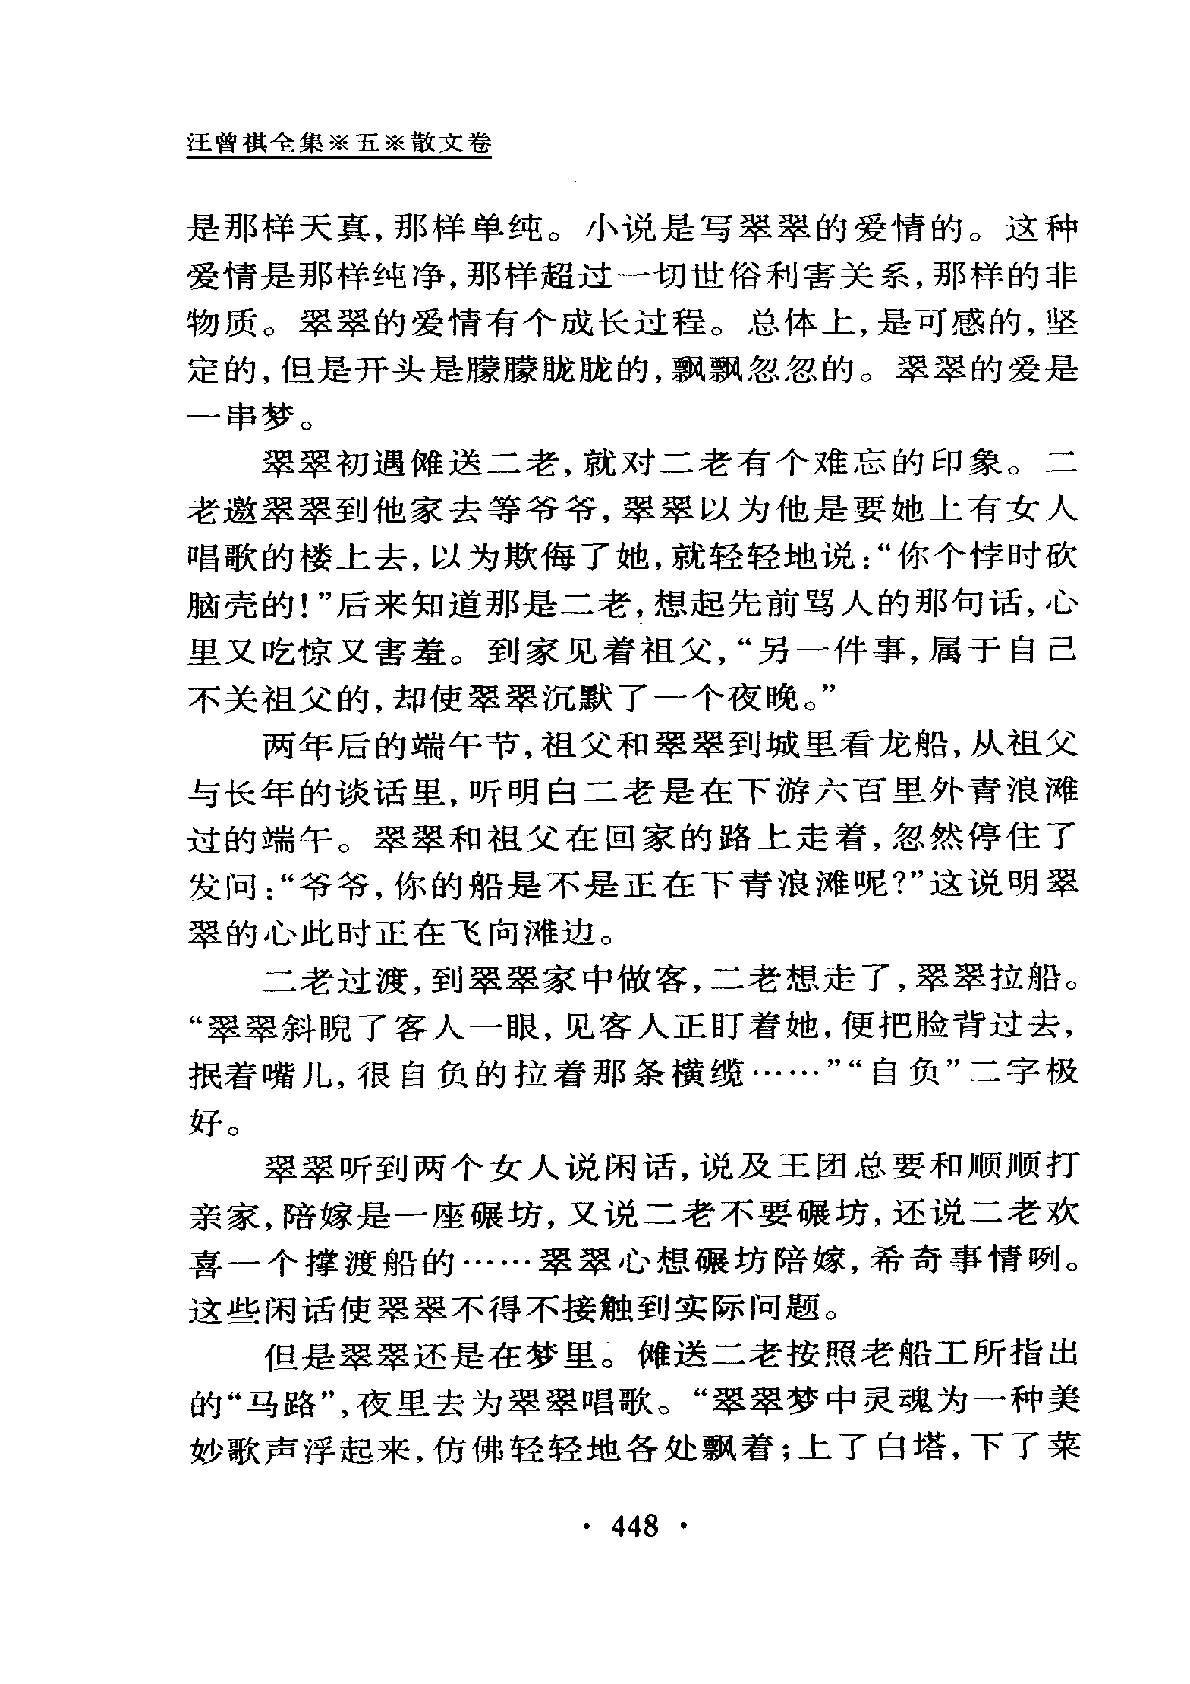 汪曾祺全集※五※散文卷
是那样天真,那样单纯。小说是写翠翠的爱情的。这种
爱情是那样纯净,那样超过一切世俗利害关系,那样的非
物质。翠翠的爱情有个成长过程。总体上,是可感的,坚
定的,但是开头是朦朦胧胧的,飘飘忽忽的。翠翠的爱是
一串梦。
翠翠初遇傩送二老,就对二老有个难忘的印象。二
老邀翠翠到他家去等爷爷,翠翠以为他是要她上有女人
唱歌的楼上去,以为欺侮了她,就轻轻地说:“你个悖时砍
脑壳的!”后来知道那是二老,想起先前骂人的那句话,心
里又吃惊又害羞。到家见着祖父,“另一件事,属于自己
不关祖父的,却使翠翠沉默了一个夜晚。”
两年后的端午节,祖父和翠翠到城里看龙船,从祖父
与长年的谈话里,听明白二老是在下游六百里外青浪滩
过的端午。翠翠和祖父在回家的路上走着,忽然停住了
发问:“爷爷,你的船是不是正在下青浪滩呢?”这说明翠
翠的心此时正在飞向滩边。
二老过渡,到翠翠家中做客,二老想走了,翠翠拉船。
“翠翠斜睨了客人一眼,见客人正盯着她,便把脸背过去,
抿着嘴儿,很自负的拉着那条横缆……”“自负”二字极
好。
翠翠听到两个女人说闲话,说及王团总要和顺顺打
亲家,陪嫁是一座碾坊,又说二老不要碾坊,还说二老欢
喜一个撑渡船的……翠翠心想碾坊陪嫁,希奇事情咧。
这些闲话使翠翠不得不接触到实际问题。
但是翠翠还是在梦里。傩送二老按照老船工所指出
的“马路”,夜里去为翠翠唱歌。“翠翠梦中灵魂为一种美
妙歌声浮起来,仿佛轻轻地各处飘着;上了白塔,下了菜
· 448 ·